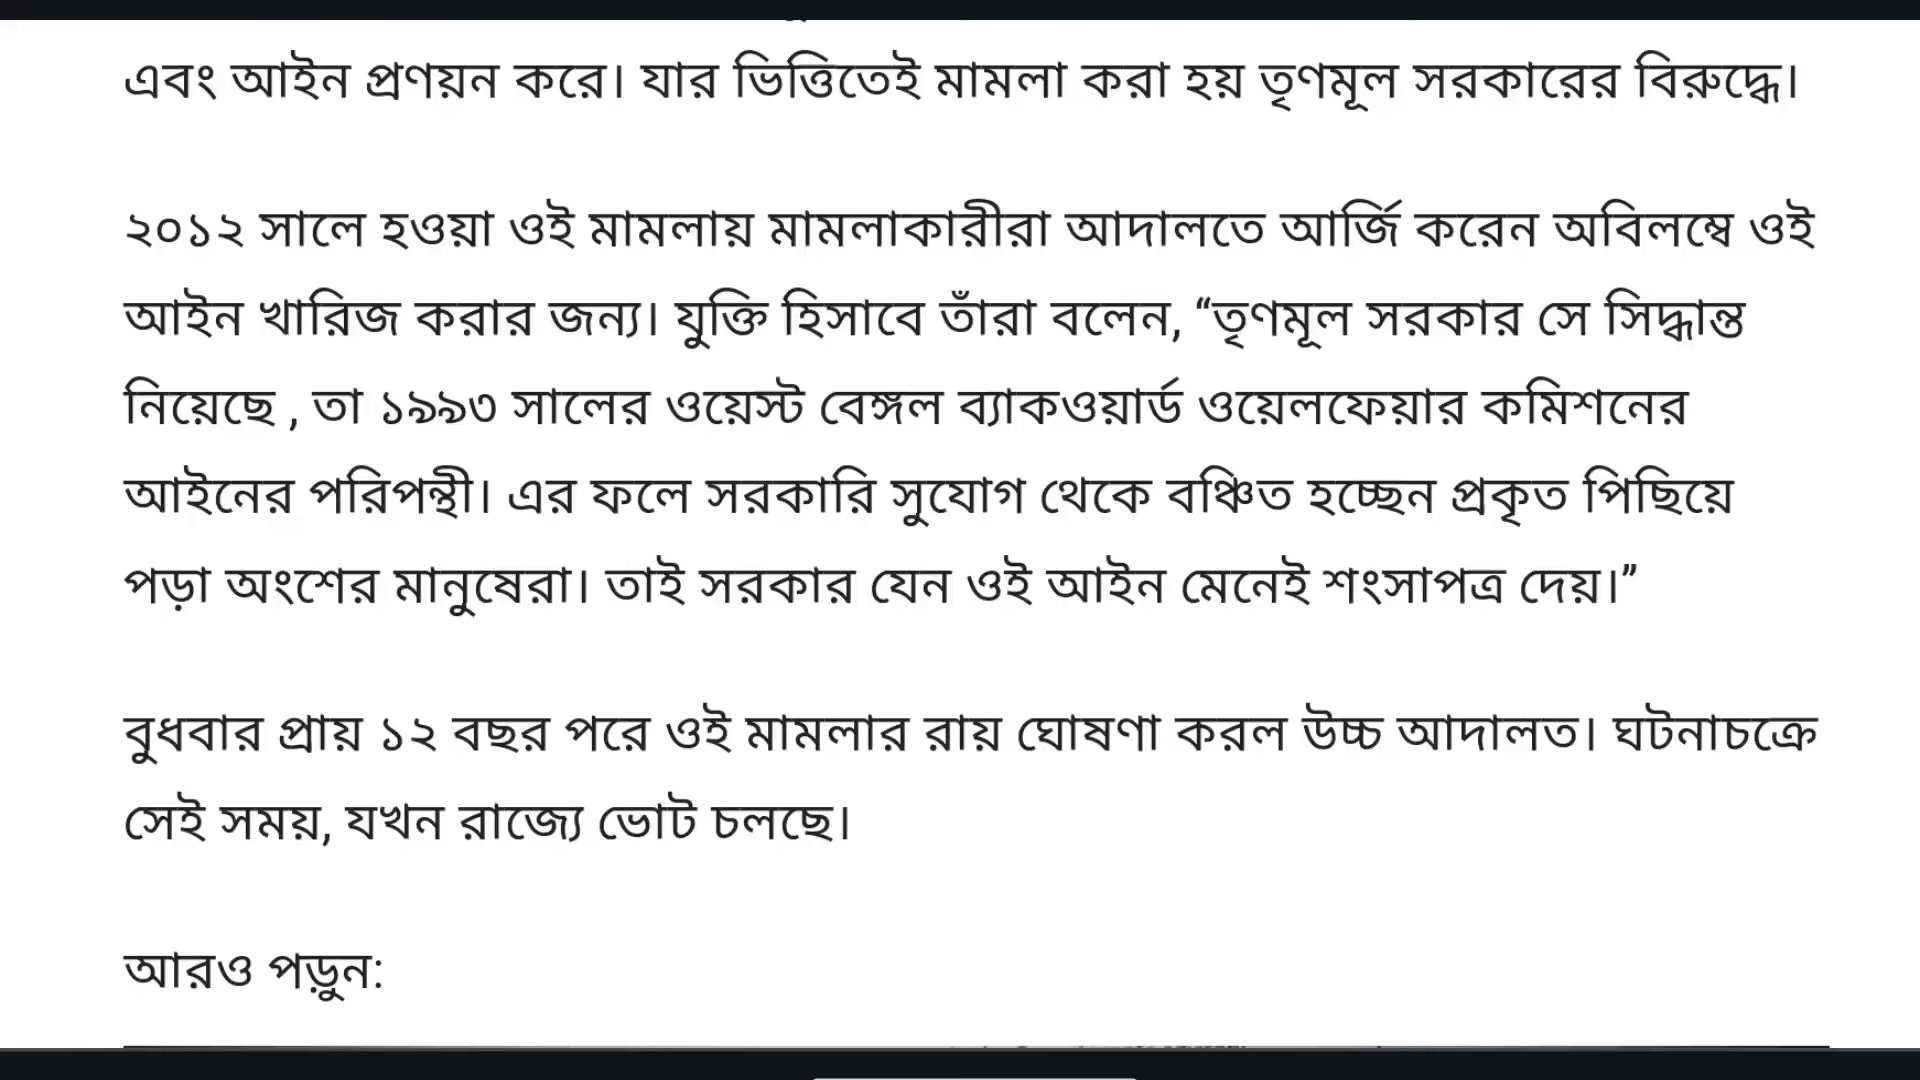 এবং আইন প্রণয়ন করে। যার ভিত্তিতেই মামলা করা হয় তৃণমূল সরকারের বিরুদ্ধে।
২০১২ সালে হওয়া ওই মামলায় মামলাকারীরা আদালতে আর্জি করেন অবিলম্বে ওই
আইন খারিজ করার জন্য। যুক্তি হিসাবে তাঁরা বলেন, “তৃণমূল সরকার সে সিদ্ধান্ত
নিয়েছে , তা ১৯৯৩ সালের ওয়েস্ট বেঙ্গল ব্যাকওয়ার্ড ওয়েলফেয়ার কমিশনের
আইনের পরিপন্থী। এর ফলে সরকারি সুযোগ থেকে বঞ্চিত হচ্ছেন প্রকৃত পিছিয়ে
পড়া অংশের মানুষেরা। তাই সরকার যেন ওই আইন মেনেই শংসাপত্র দেয়।”
বুধবার প্রায় ১২ বছর পরে ওই মামলার রায় ঘোষণা করল উচ্চ আদালত। ঘটনাচক্রে
সেই সময়, যখন রাজ্যে ভোট চলছে।
আরও পড়ুন: